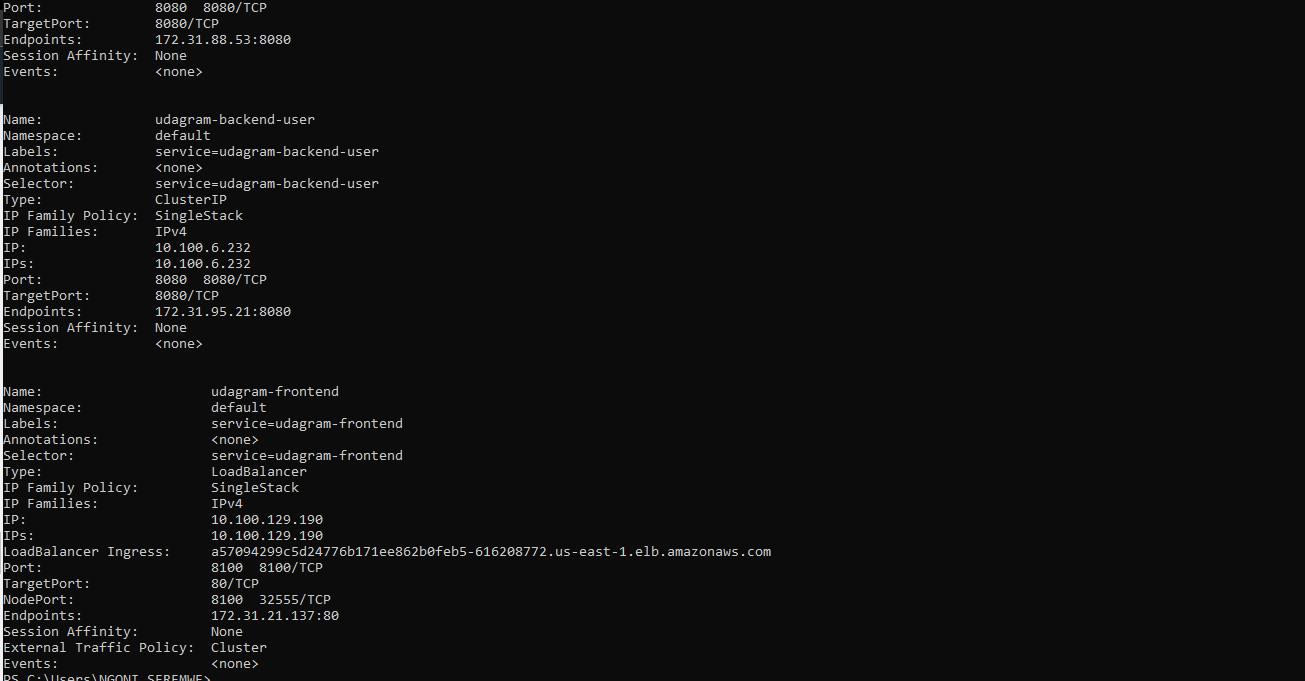 Port:              8080  8080/TCP
TargetPort:        8080/TCP
Endpoints:         172.31.88.53:8080
Session Affinity:  None
Events:            <none>
Name:              udagram-backend-user
Namespace:         default
Labels:            service=udagram-backend-user
Annotations:       <none>
Selector:          service=udagram-backend-user
Type:              ClusterIP
IP Family Policy:  SingleStack
IP Families:       IPv4
IP:                10.100.6.232
IPs:               10.100.6.232
Port:              8080  8080/TCP
TargetPort:        8080/TCP
Endpoints:         172.31.95.21:8080
Session Affinity:  None
Events:            <none>
Name:                     udagram-frontend
Namespace:                default
Labels:                   service=udagram-frontend
Annotations:              <none>
Selector:                 service=udagram-frontend
Type:                     LoadBalancer
IP Family Policy:         SingleStack
IP Families:              IPv4
IP:                       10.100.129.190
IPs:                      10.100.129.190
LoadBalancer Ingress:     a57094299c5d24776b171ee862b0feb5-616208772.us-east-1.elb.amazonaws.com
Port:                     8100  8100/TCP
TargetPort:               80/TCP
NodePort:                 8100  32555/TCP
Endpoints:                172.31.21.137:80
Session Affinity:         None
External Traffic Policy:  Cluster
Events:                   <none>
PS C:\Users\NGONI SEREMWE>